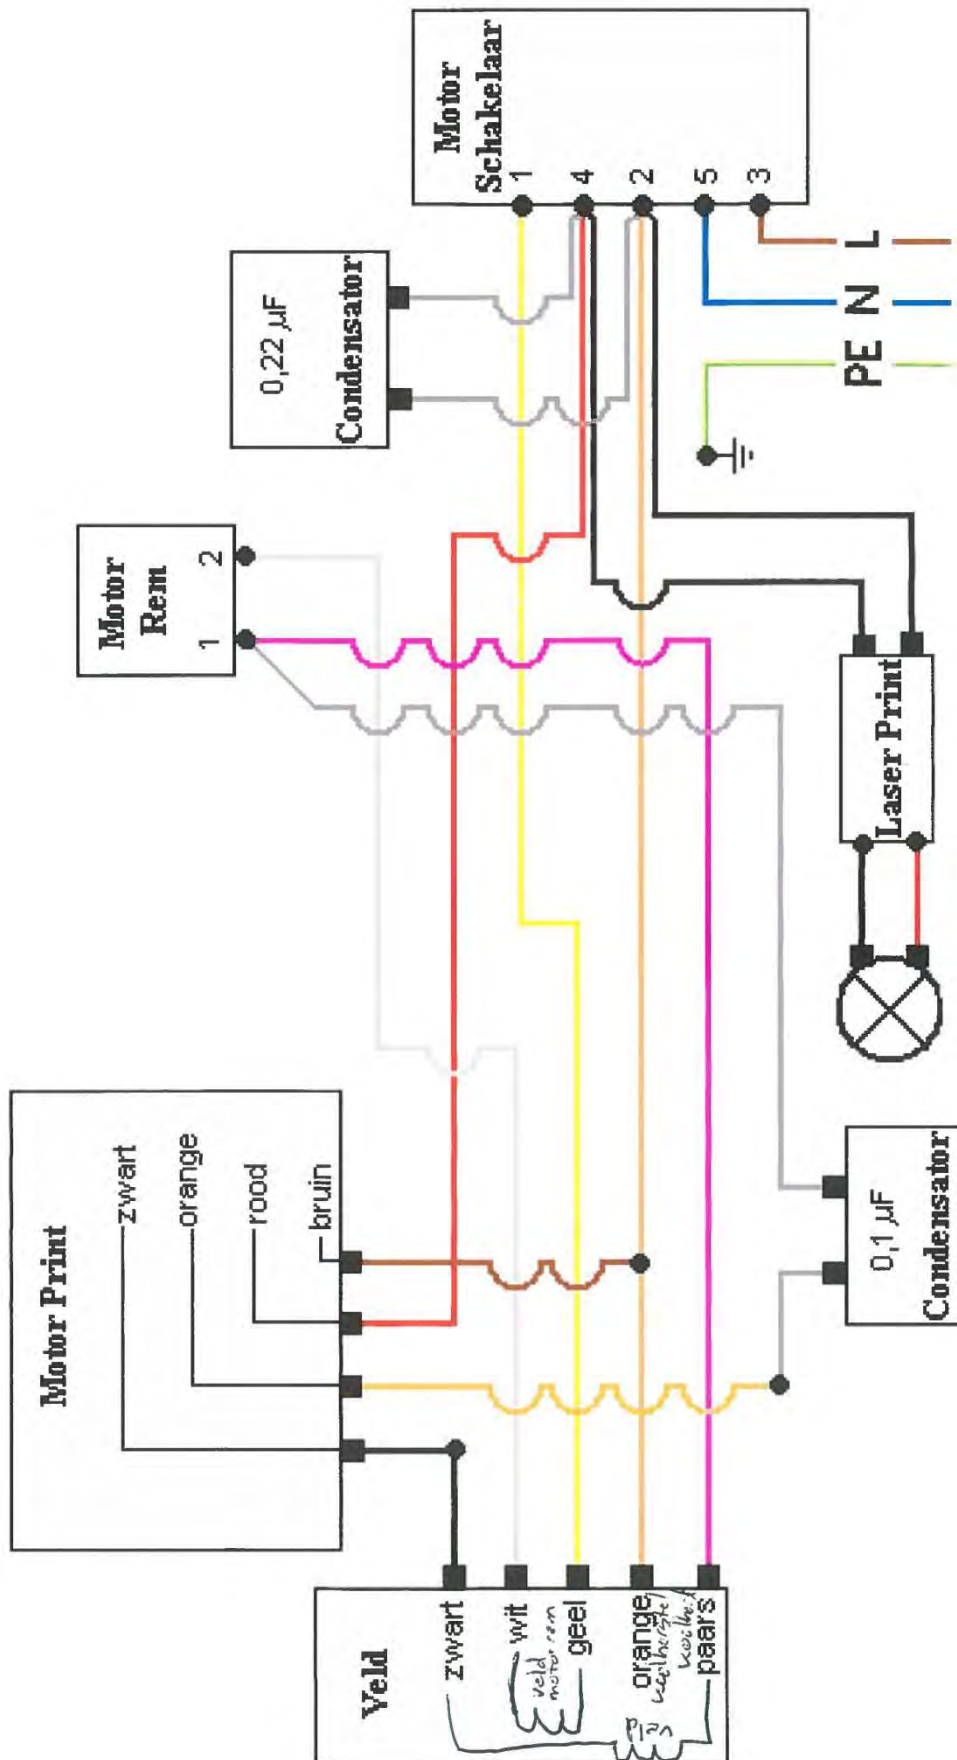 Motor
Schakelaar
1
4
2
5
3
L
N
PE
0,22 µF
Condensator
Motor
Rem
1
2
Laser Print
Motor Print
zwart
orange
rood
bruin
0,1 µF
Condensator
Veld
zwart
wit
veld
geel
orange
paars